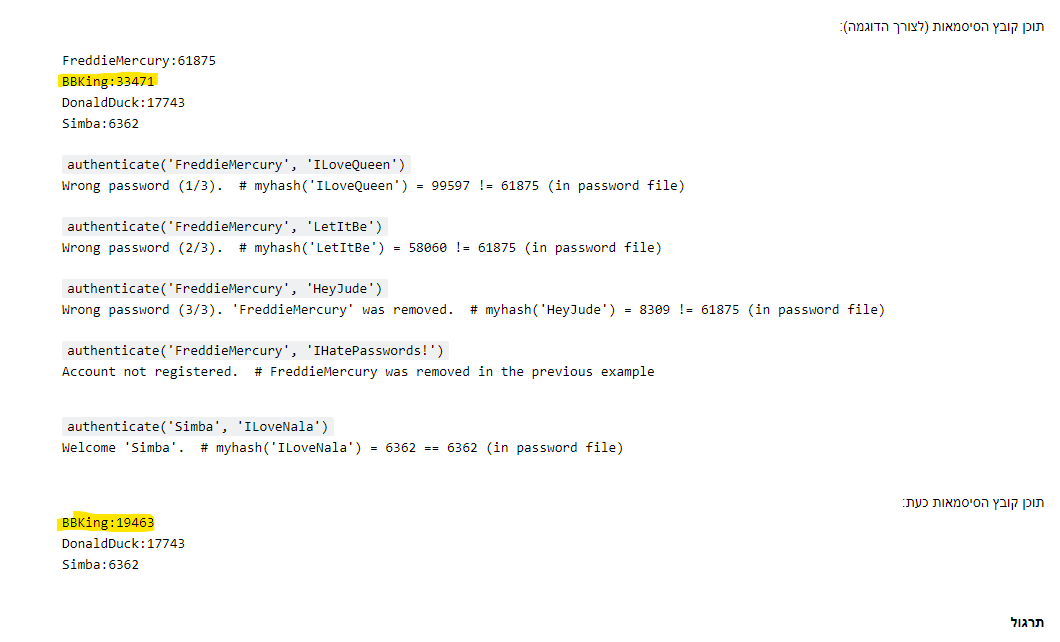 תוכן קובץ הסיסמאות (לצורך הדוגמה):
FreddieMercury:61875
BBKing:33471
DonaldDuck:17743
Simba:6362
authenticate('FreddieMercury', 'ILoveQueen')
Wrong password (1/3).  # myhash('ILoveQueen') = 99597 != 61875 (in password file)
authenticate('FreddieMercury', 'LetItBe')
Wrong password (2/3).  # myhash('LetItBe') = 58060 != 61875 (in password file)
authenticate('FreddieMercury', 'HeyJude')
Wrong password (3/3). 'FreddieMercury' was removed.  # myhash('HeyJude') = 8309 != 61875 (in password file)
authenticate('FreddieMercury', 'IHatePasswords!')
Account not registered.  # FreddieMercury was removed in the previous example
authenticate('Simba', 'ILoveNala')
Welcome 'Simba'.  # myhash('ILoveNala') = 6362 == 6362 (in password file)
תוכן קובץ הסיסמאות כעת:
BBKing:19463
DonaldDuck:17743
Simba:6362
תרגול